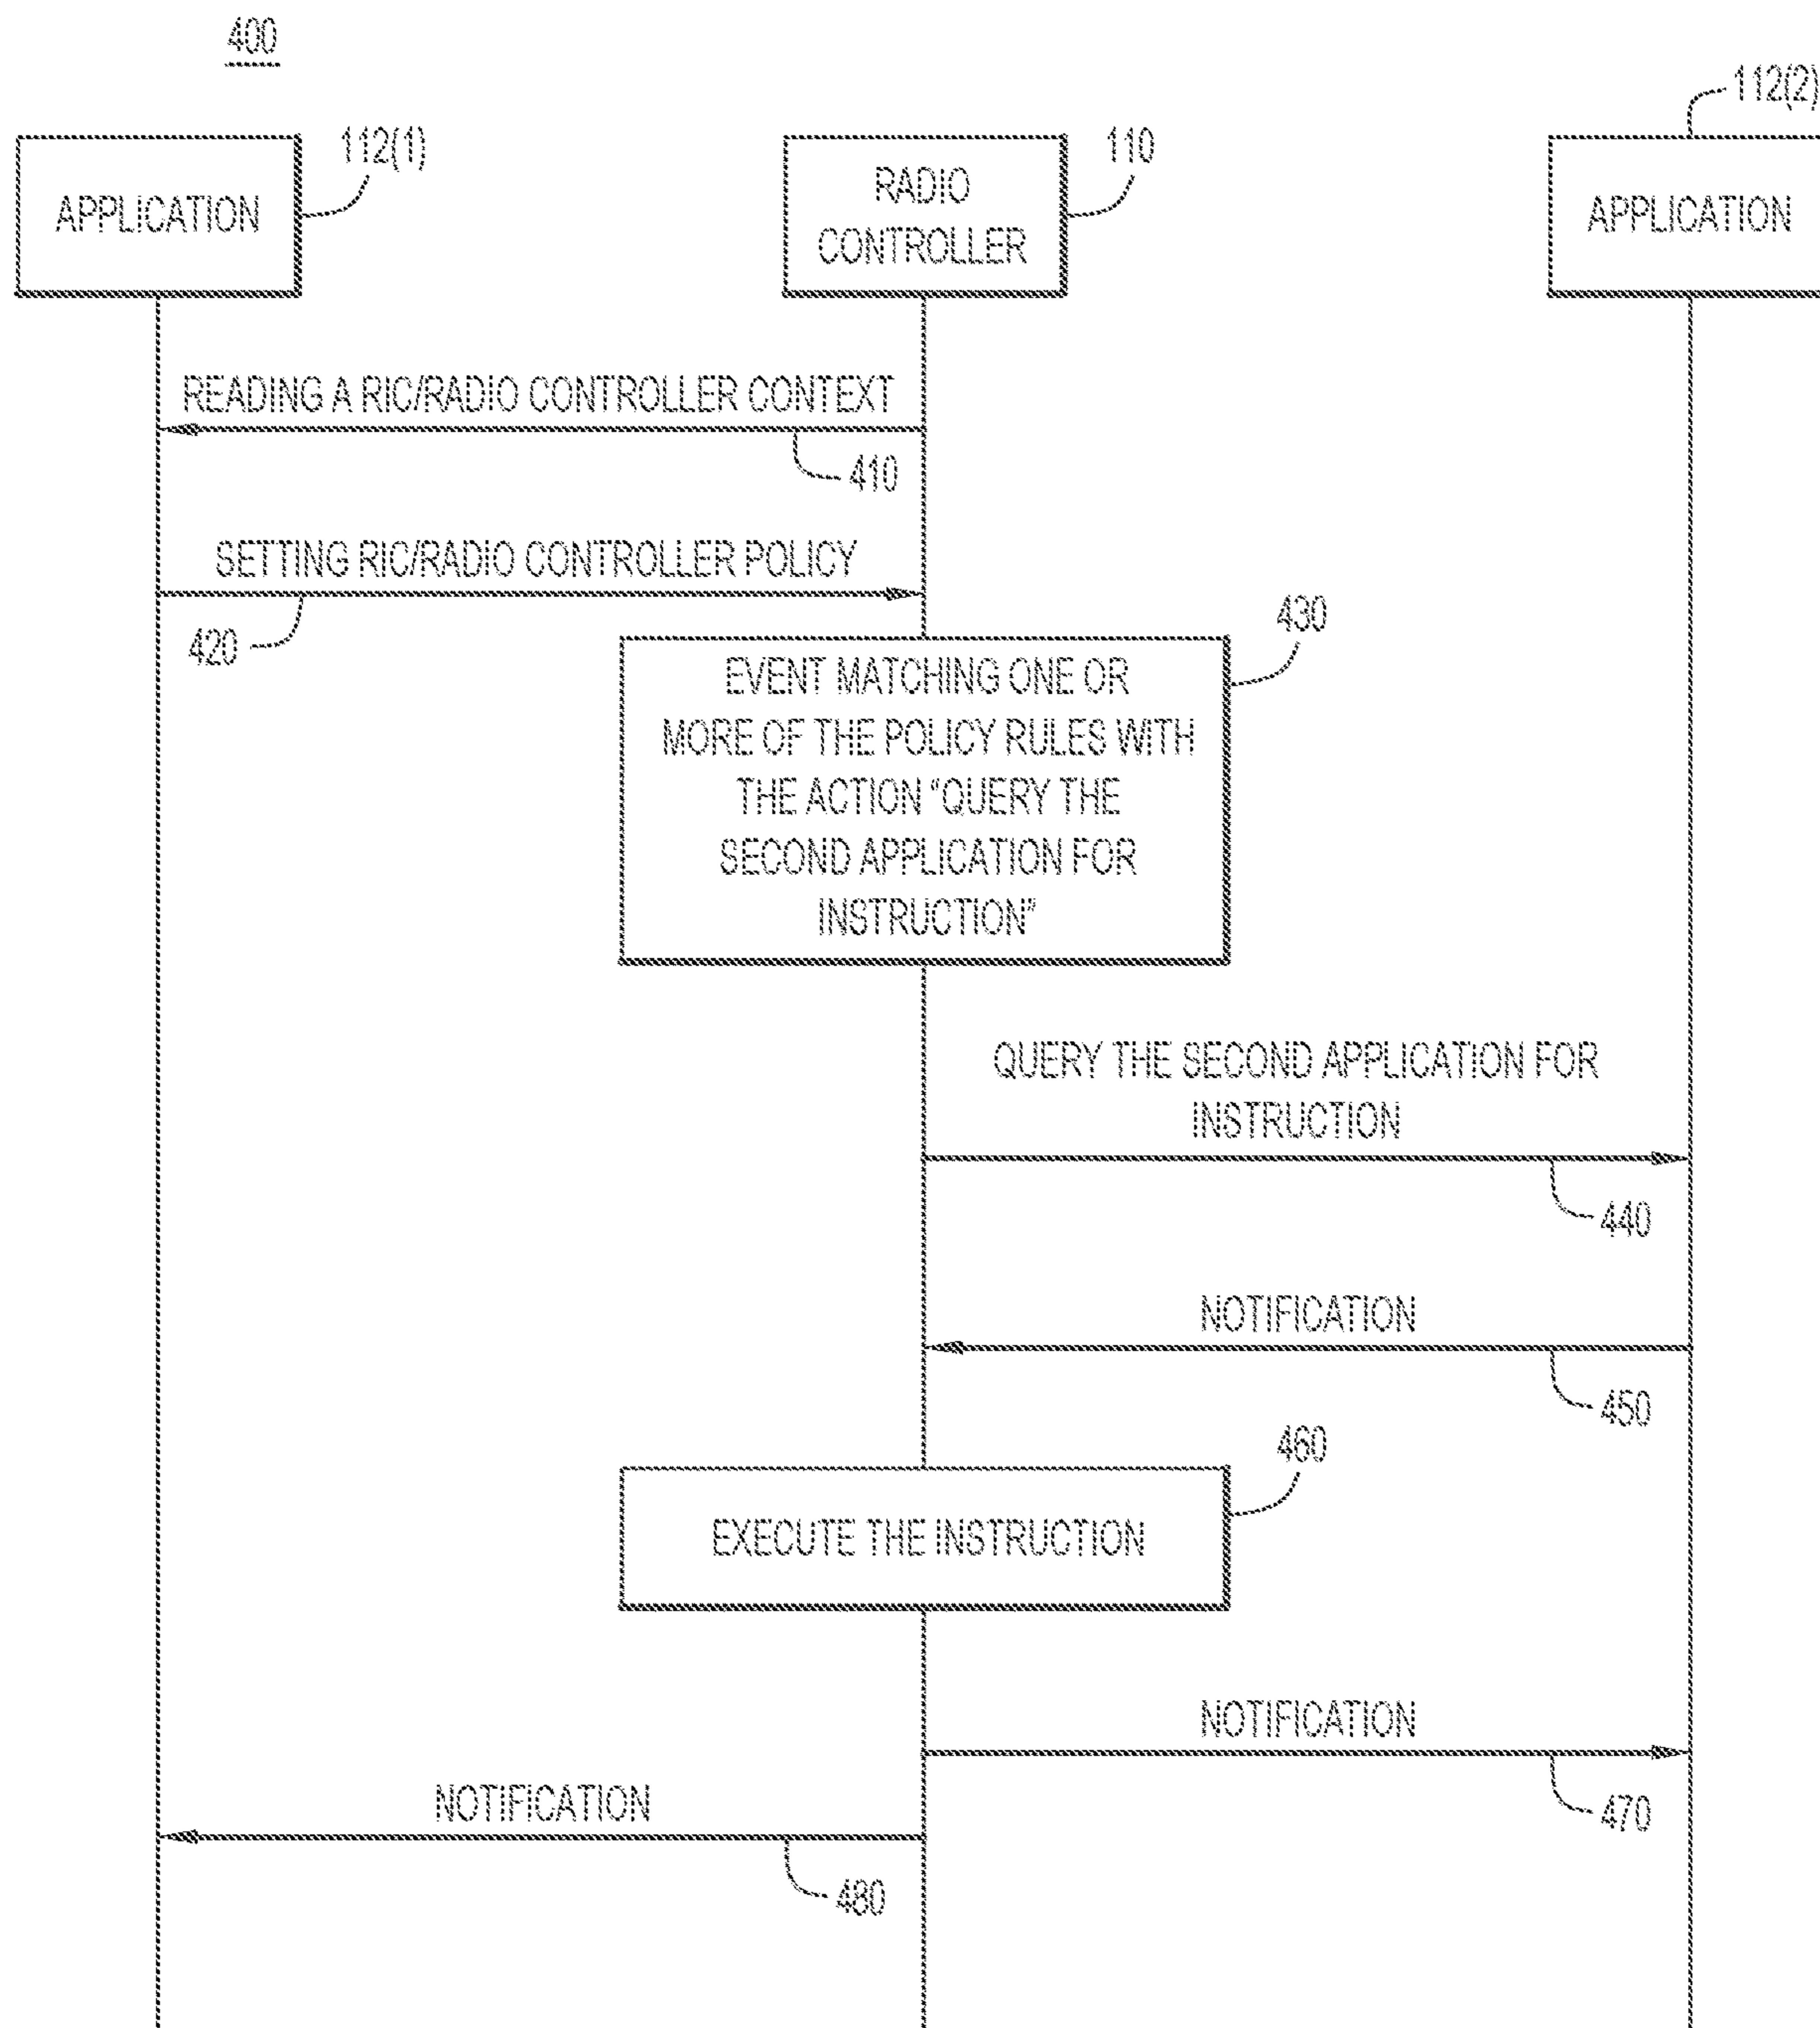 400
112(2)
112(1)
110
APPLICATION
RADIO
CONTROLLER
APPLICATION
READING A RIC/RADIO CONTROLLER CONTEXT
410
SETTING RIC/RADIO CONTROLLER POLICY
420
430
EVENT MATCHING ONE OR
MORE OF THE POLICY RULES WITH
THE ACTION "QUERY THE
SECOND APPLICATION FOR
INSTRUCTION"
QUERY THE SECOND APPLICATION FOR
INSTRUCTION
440
NOTIFICATION
450
460
EXECUTE THE INSTRUCTION
NOTIFICATION
470
NOTIFICATION
480